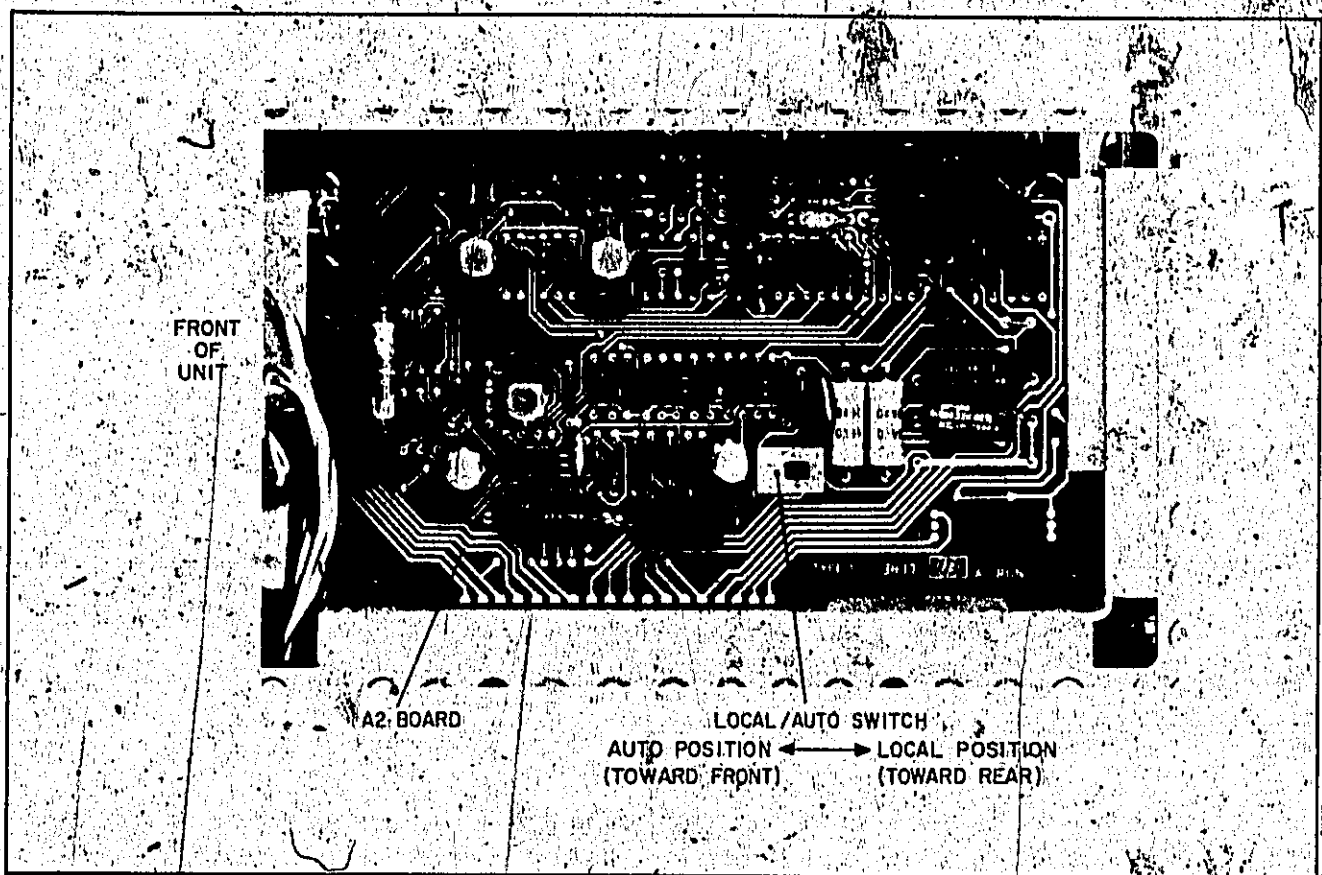 FRONT
OF
UNIT
A2 BOARD
LOCAL/AUTO SWITCH
AUTO POSITION LOCAL POSITION
(TOWARD FRONT) (TOWARD REAR)